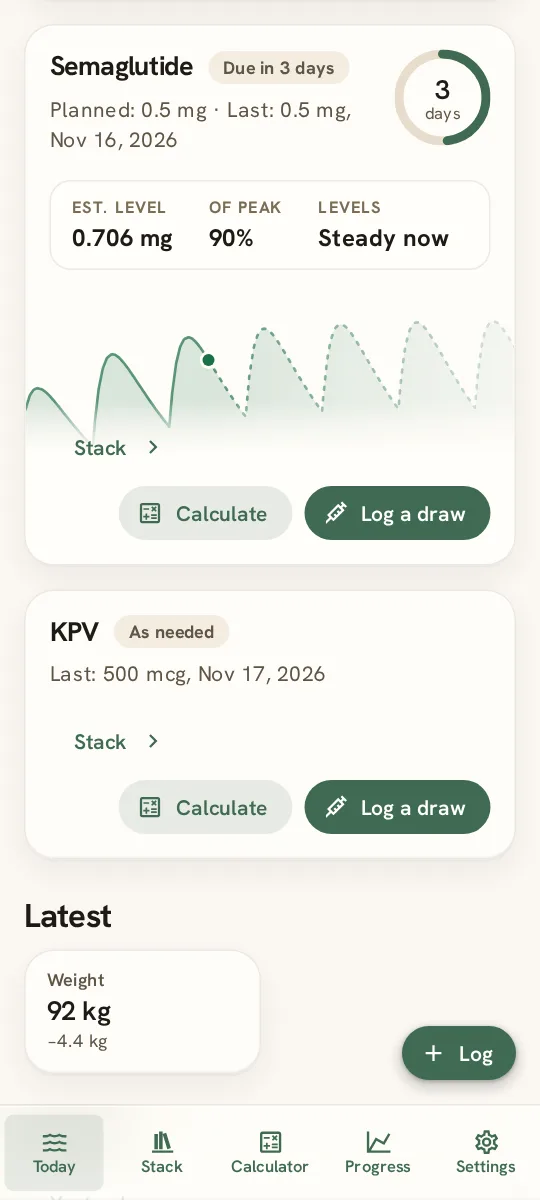 Semaglutide
Due in 3 days
Planned: 0.5 mg · Last: 0.5 mg,
Nov 16, 2026
3
days
EST. LEVEL
0.706 mg
OF PEAK
90%
LEVELS
Steady now
Stack
Calculate
Log a draw
KPV
As needed
Last: 500 mcg, Nov 17, 2026
Stack
Calculate
Log a draw
Latest
Weight
92 kg
−4.4 kg
+ Log
Today
Stack
Calculator
Progress
Settings